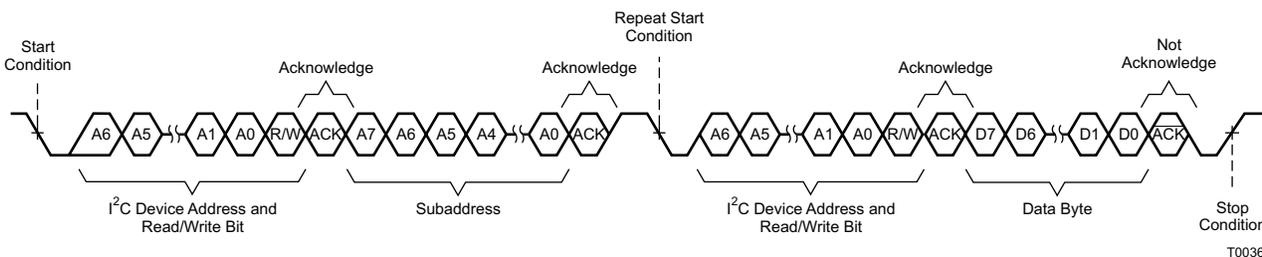 Repeat Start
Condition
Start
Condition
Not
Acknowledge
Acknowledge
Acknowledge
Acknowledge
A6 A5 A1 A0 R/W ACK A7 A6 A5 A4 A0 ACK A6 A5 A1 A0 R/W ACK D7 D6 D1 D0 ACK
I²C Device Address and
Read/Write Bit
Subaddress
I²C Device Address and
Read/Write Bit
Data Byte
Stop
Condition
T0036